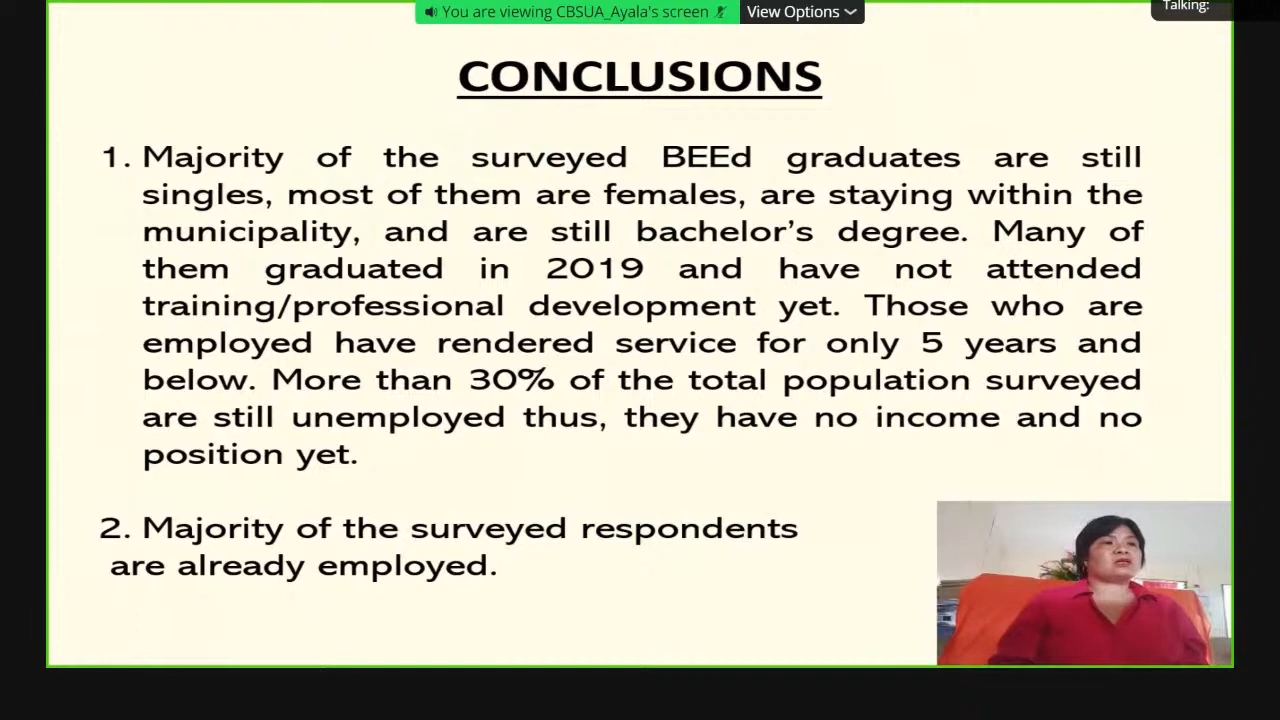 You are viewing CBSUA_Ayala's screen
View Options
Talking:
CONCLUSIONS
1. Majority of the surveyed BEEd graduates are still
singles, most of them are females, are staying within the
municipality, and are still bachelor's degree. Many of
them graduated in 2019 and have not attended
training/professional development yet. Those who are
employed have rendered service for only 5 years and
below. More than 30% of the total population surveyed
are still unemployed thus, they have no income and no
position yet.
2. Majority of the surveyed respondents
are already employed.